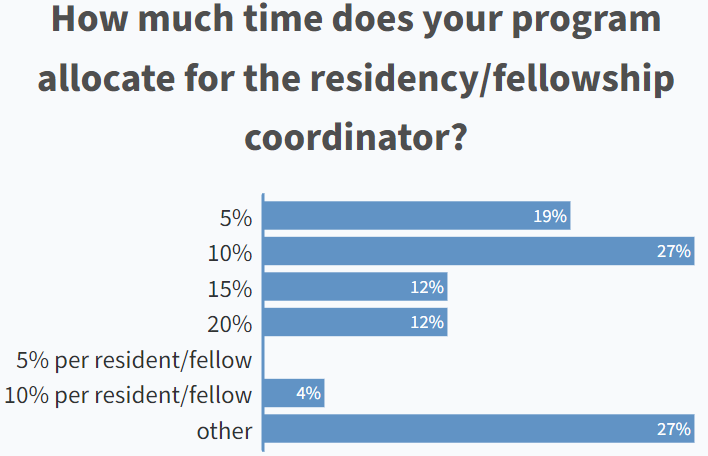 How much time does your program
allocate for the residency/fellowship
coordinator?
5% 19%
10% 27%
15% 12%
20% 12%
5% per resident/fellow
10% per resident/fellow 4%
other 27%